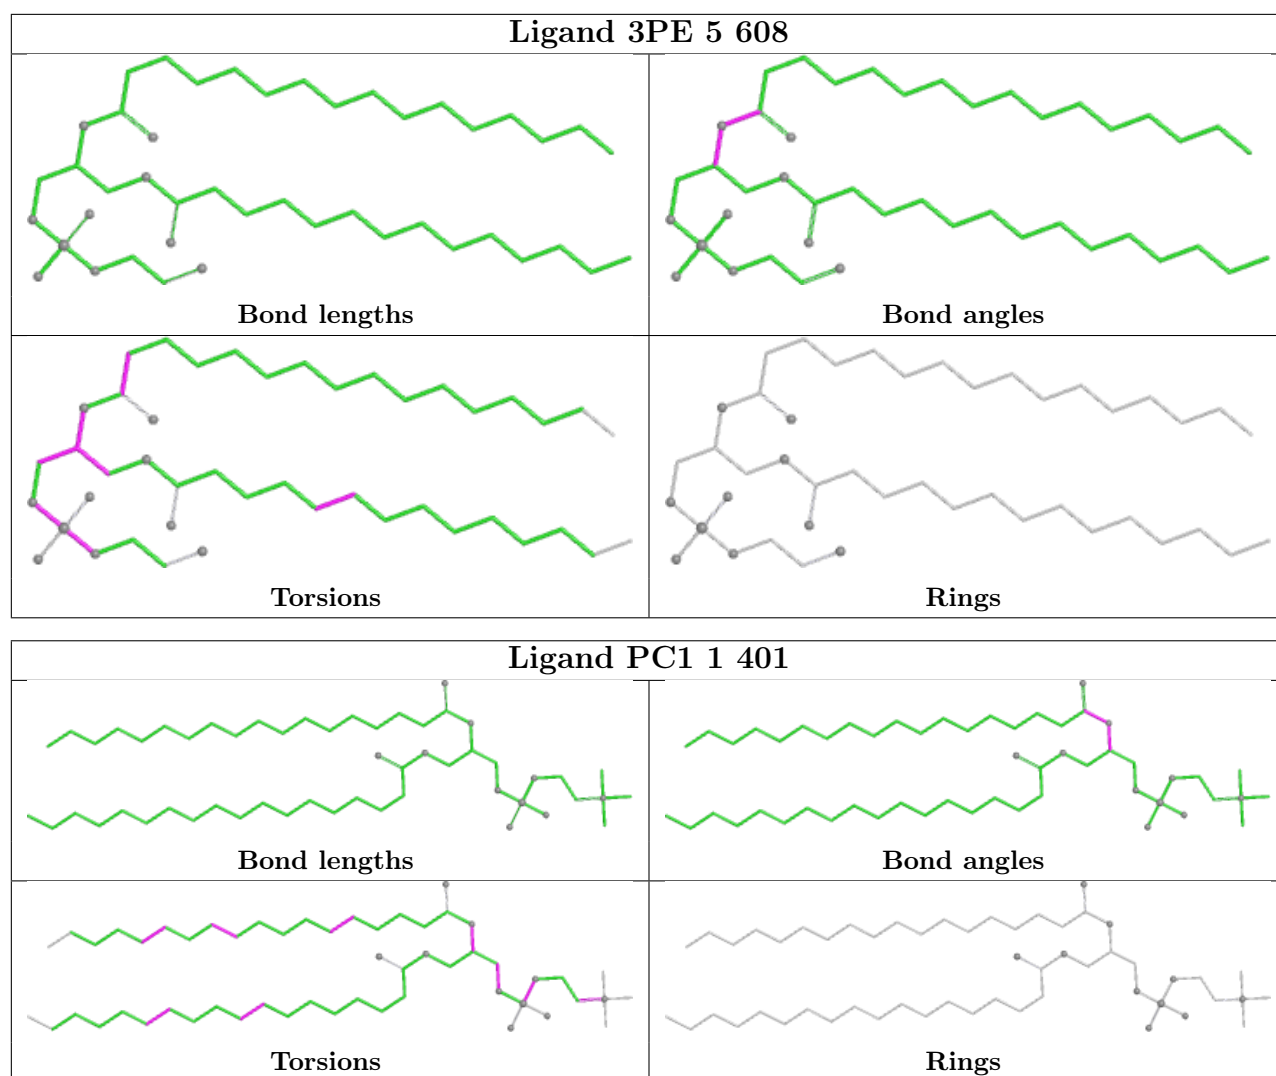 Ligand 3PE 5 608
Bond lengths
Bond angles
Torsions
Rings
Ligand PC1 1 401
Bond lengths
Bond angles
Torsions
Rings